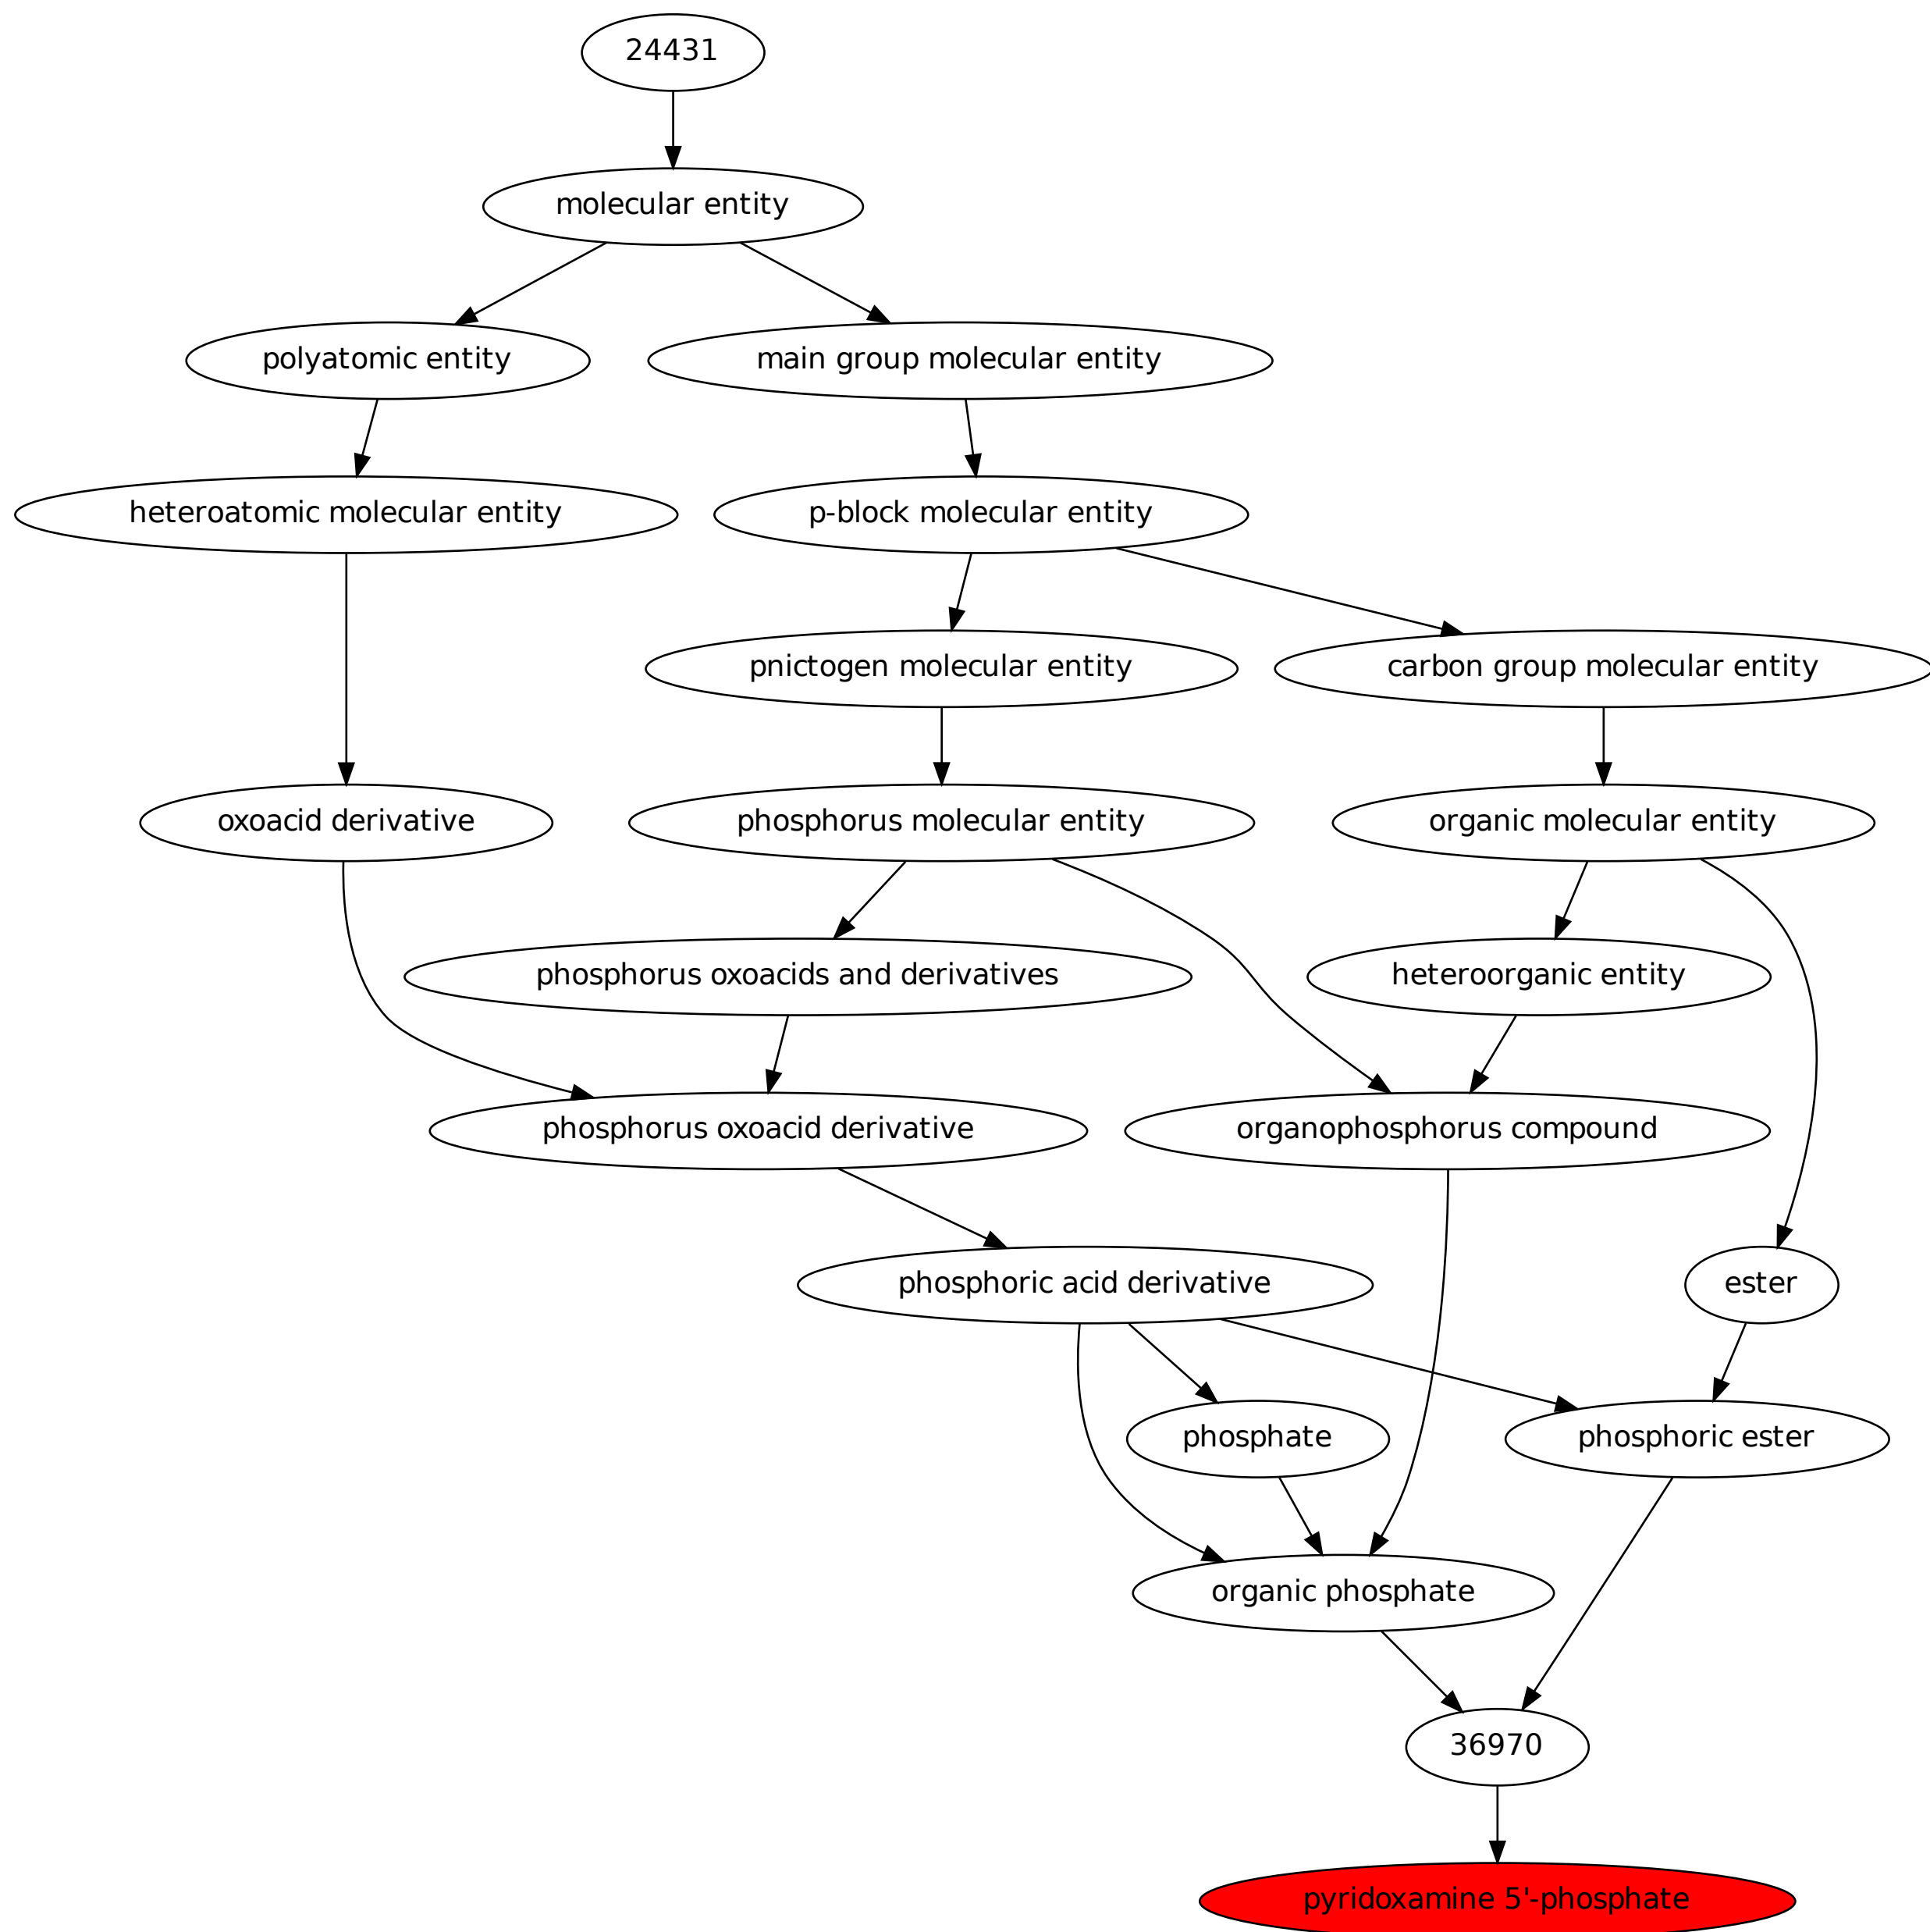 24431
molecular entity
polyatomic entity
main group molecular entity
heteroatomic molecular entity
p-block molecular entity
pnictogen molecular entity
carbon group molecular entity
oxoacid derivative
phosphorus molecular entity
organic molecular entity
phosphorus oxoacids and derivatives
heteroorganic entity
phosphorus oxoacid derivative
organophosphorus compound
phosphoric acid derivative
ester
phosphate
phosphoric ester
organic phosphate
36970
pyridoxamine 5'-phosphate